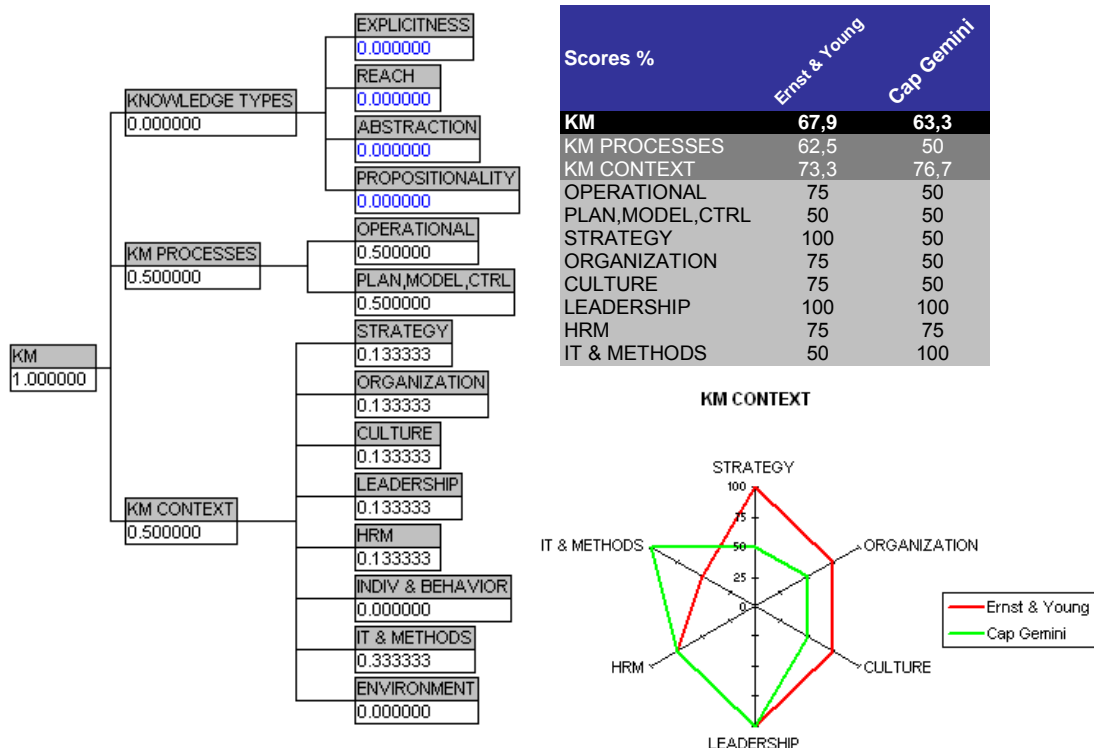 EXPLICITNESS
0.000000
REACH
0.000000
KNOWLEDGE TYPES
0.000000
ABSTRACTION
0.000000
PROPOSITIONALITY
0.000000
OPERATIONAL
0.500000
KM PROCESSES
0.500000
PLAN,MODEL,CTRL
0.500000
STRATEGY
0.133333
KM
1.000000
ORGANIZATION
0.133333
CULTURE
0.133333
LEADERSHIP
0.133333
KM CONTEXT
0.500000
HRM
0.133333
INDIV & BEHAVIOR
0.000000
IT & METHODS
0.333333
ENVIRONMENT
0.000000
Scores % Ernst & Young Cap Gemini
KM 67,9 63,3
KM PROCESSES 62,5 50
KM CONTEXT 73,3 76,7
OPERATIONAL 75 50
PLAN,MODEL,CTRL 50 50
STRATEGY 100 50
ORGANIZATION 75 50
CULTURE 75 50
LEADERSHIP 100 100
HRM 75 75
IT & METHODS 50 100
KM CONTEXT
STRATEGY
100
75
50
25
0
IT & METHODS
ORGANIZATION
HRM
CULTURE
LEADERSHIP
Ernst & Young
Cap Gemini